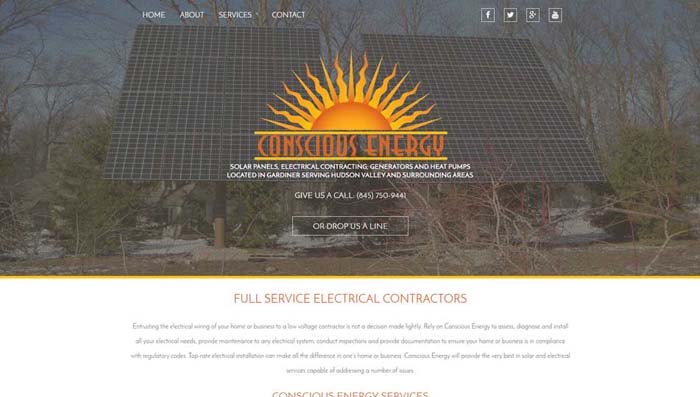 HOME ABOUT SERVICES CONTACT
CONSCIOUS ENERGY
SOLAR PANELS, ELECTRICAL CONTRACTING, GENERATORS AND HEAT PUMPS
LOCATED IN GARDINER SERVING HUDSON VALLEY AND SURROUNDING AREAS
GIVE US A CALL: (845) 750-9441
OR DROP US A LINE
FULL SERVICE ELECTRICAL CONTRACTORS
Entrusting the electrical wiring of your home or business to a low voltage contractor is not a decision made lightly. Rely on Conscious Energy to assess, diagnose and install
all your electrical needs, provide maintenance to any electrical system, conduct inspections and provide documentation to ensure your home or business is in compliance
with regulatory codes. Top-rate electrical installation can make all the difference in one's home or business. Conscious Energy will provide the very best in solar and electrical
services capable of addressing a number of issues.
CONSCIOUS ENERGY SERVICES